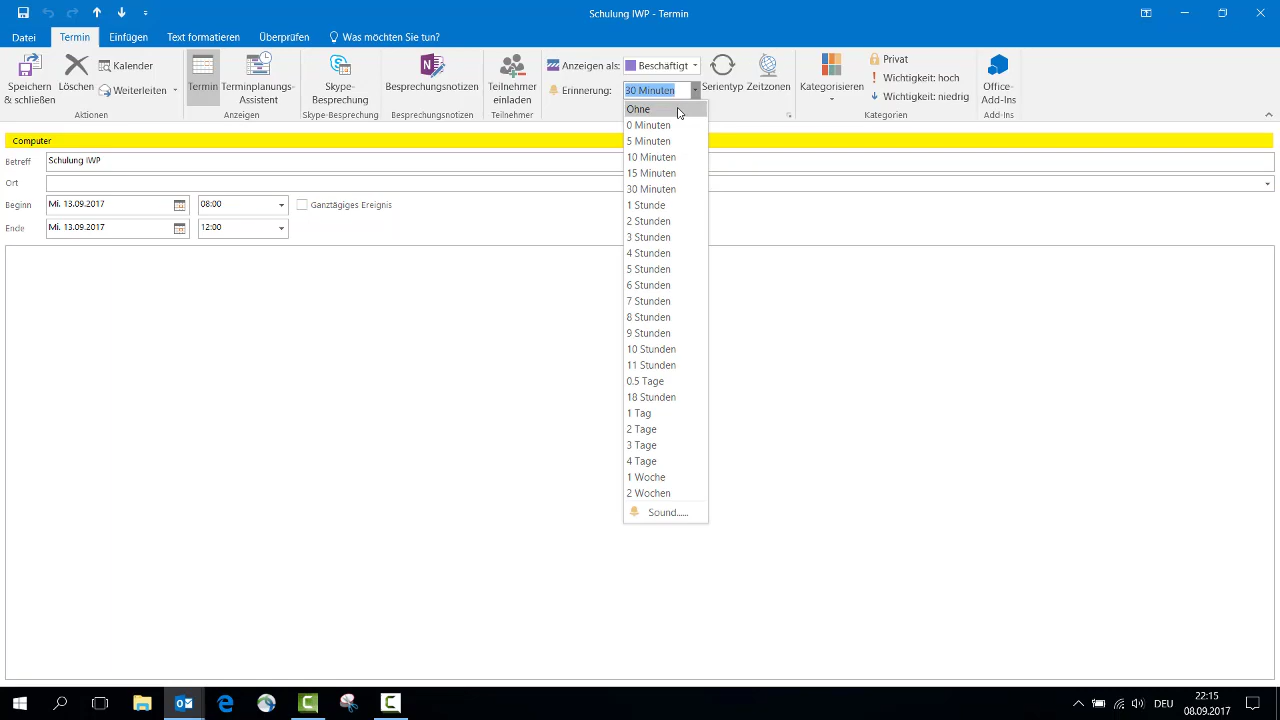 Schulung IWP - Termin
Datei Termin Einfügen Text formatieren Überprüfen Was möchten Sie tun?
Speichern & schließen
Löschen
Kalender
Weiterleiten
Aktionen
Termin
Terminplanungs-Assistent
Anzeigen
Skype-Besprechung
Skype-Besprechung
Besprechungsnotizen
Besprechungsnotizen
Teilnehmer einladen
Teilnehmer
Anzeigen als: Beschäftigt
Erinnerung: 30 Minuten
Serientyp
Zeitzonen
Kategorisieren
Privat
Wichtigkeit: hoch
Wichtigkeit: niedrig
Kategorien
Office-Add-Ins
Add-Ins
Computer
Betreff Schulung IWP
Ort
Beginn Mi. 13.09.2017 08:00 Ganztägiges Ereignis
Ende Mi. 13.09.2017 12:00
Ohne
0 Minuten
5 Minuten
10 Minuten
15 Minuten
30 Minuten
1 Stunde
2 Stunden
3 Stunden
4 Stunden
5 Stunden
6 Stunden
7 Stunden
8 Stunden
9 Stunden
10 Stunden
11 Stunden
0.5 Tage
18 Stunden
1 Tag
2 Tage
3 Tage
4 Tage
1 Woche
2 Wochen
Sound......
DEU
22:15
08.09.2017